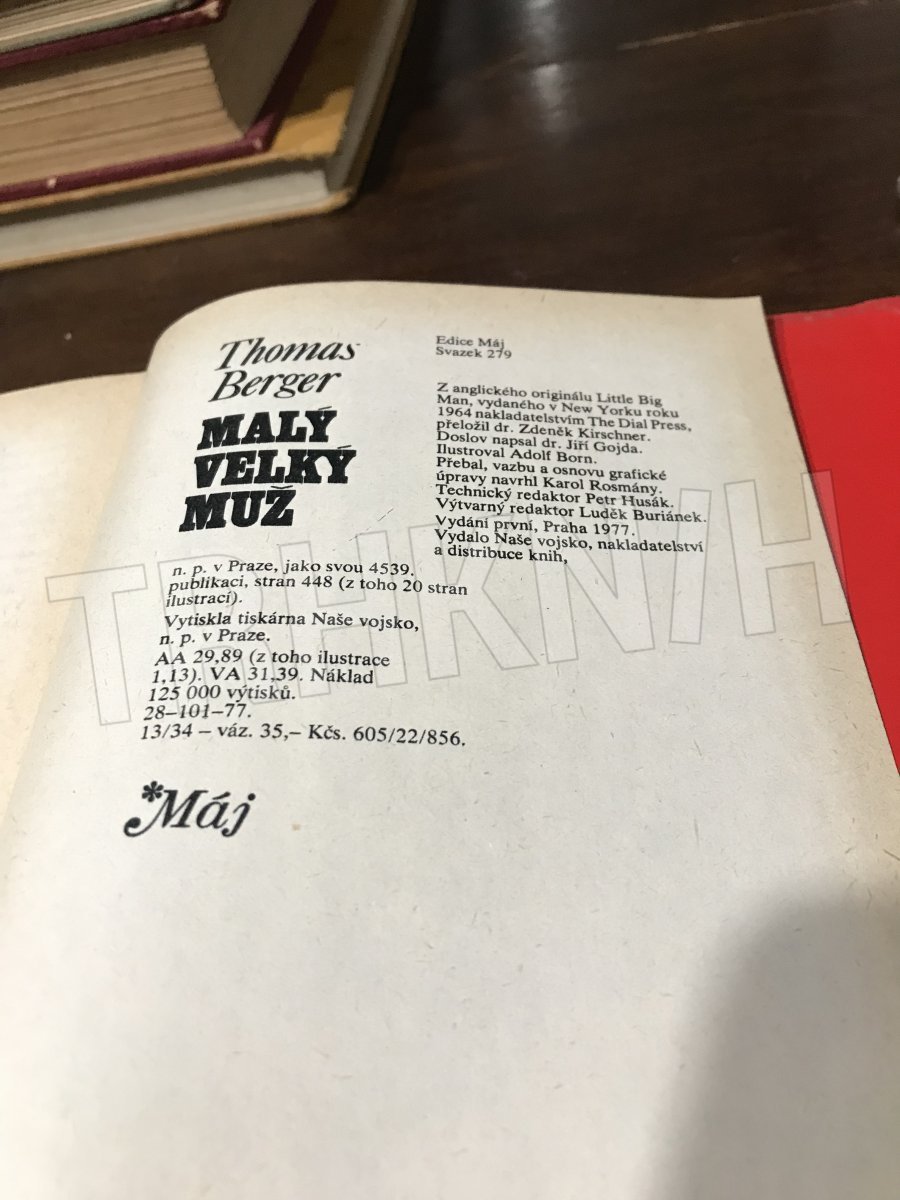 Thomas
Berger
MALÝ
VELKÝ
MUŽ
Edice Máj
Svazek 279
Z anglického originálu Little Big
Man, vydaného v New Yorku roku
1964 nakladatelstvím The Dial Press,
přeložil dr. Zdeněk Kirschner.
Doslov napsal dr. Jiří Gojda.
Ilustroval Adolf Born.
Přebal, vazbu a osnovu grafické
úpravy navrhl Karol Rosmány.
Technický redaktor Petr Husák.
Výtvarný redaktor Luděk Buriánek.
Vydání první, Praha 1977.
Vydalo Naše vojsko, nakladatelství
a distribuce knih,
n. p. v Praze, jako svou 4539.
publikaci, stran 448 (z toho 20 stran
ilustrací).
Vytiskla tiskárna Naše vojsko,
n. p. v Praze.
AA 29,89 (z toho ilustrace
1,13). VA 31,39. Náklad
125 000 výtisků.
28–101–77.
13/34 – váz. 35,– Kčs. 605/22/856.
*Máj
TRHKNIH